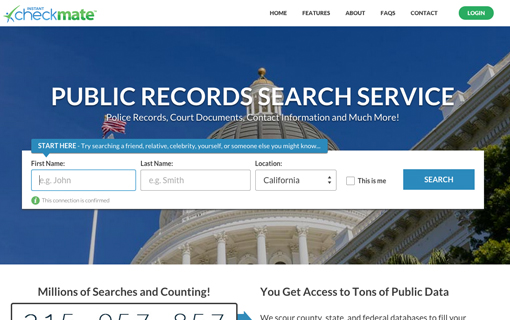 INSTANT
checkmate
HOME FEATURES ABOUT FAQS CONTACT LOGIN
PUBLIC RECORDS SEARCH SERVICE
Police Records, Court Documents, Contact Information and Much More!
START HERE - Try searching a friend, relative, celebrity, yourself, or someone else you might know...
First Name: Last Name: Location:
e.g. John e.g. Smith California This is me SEARCH
This connection is confirmed
Millions of Searches and Counting! You Get Access to Tons of Public Data
We scour county, state, and federal databases to fill your